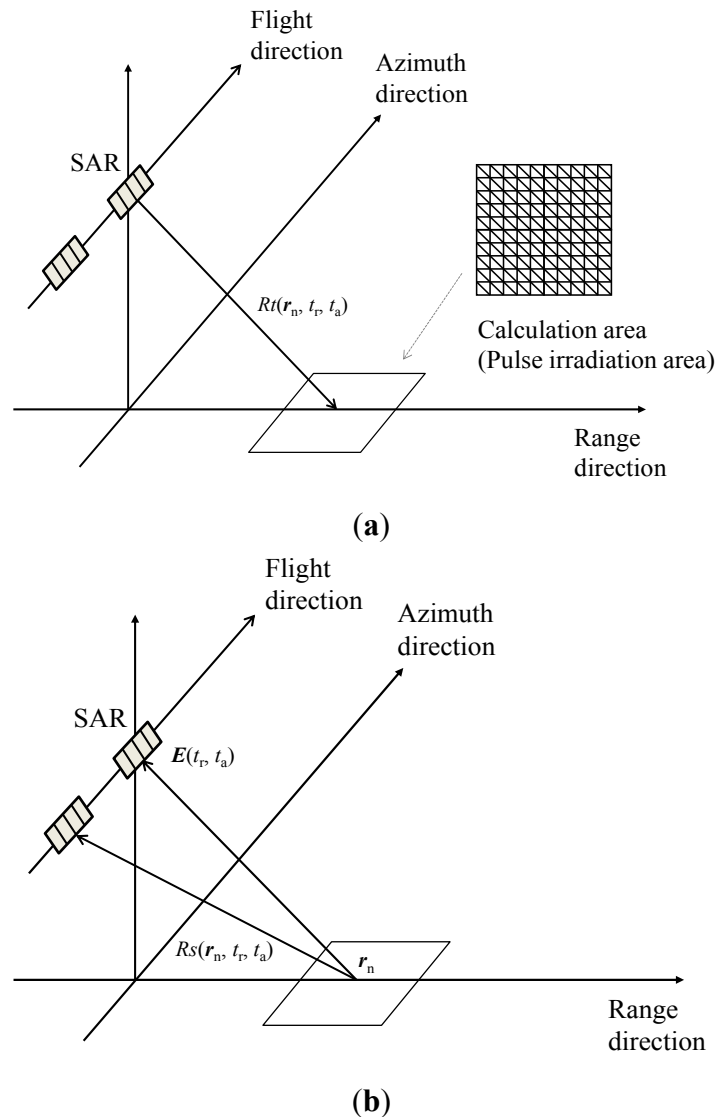 Flight
direction
Azimuth
direction
SAR
Rt(rn, tr, ta)
Calculation area
(Pulse irradiation area)
Range
direction
(a)
Flight
direction
Azimuth
direction
SAR
E(tr, ta)
Rs(rn, tr, ta)
rn
Range
direction
(b)